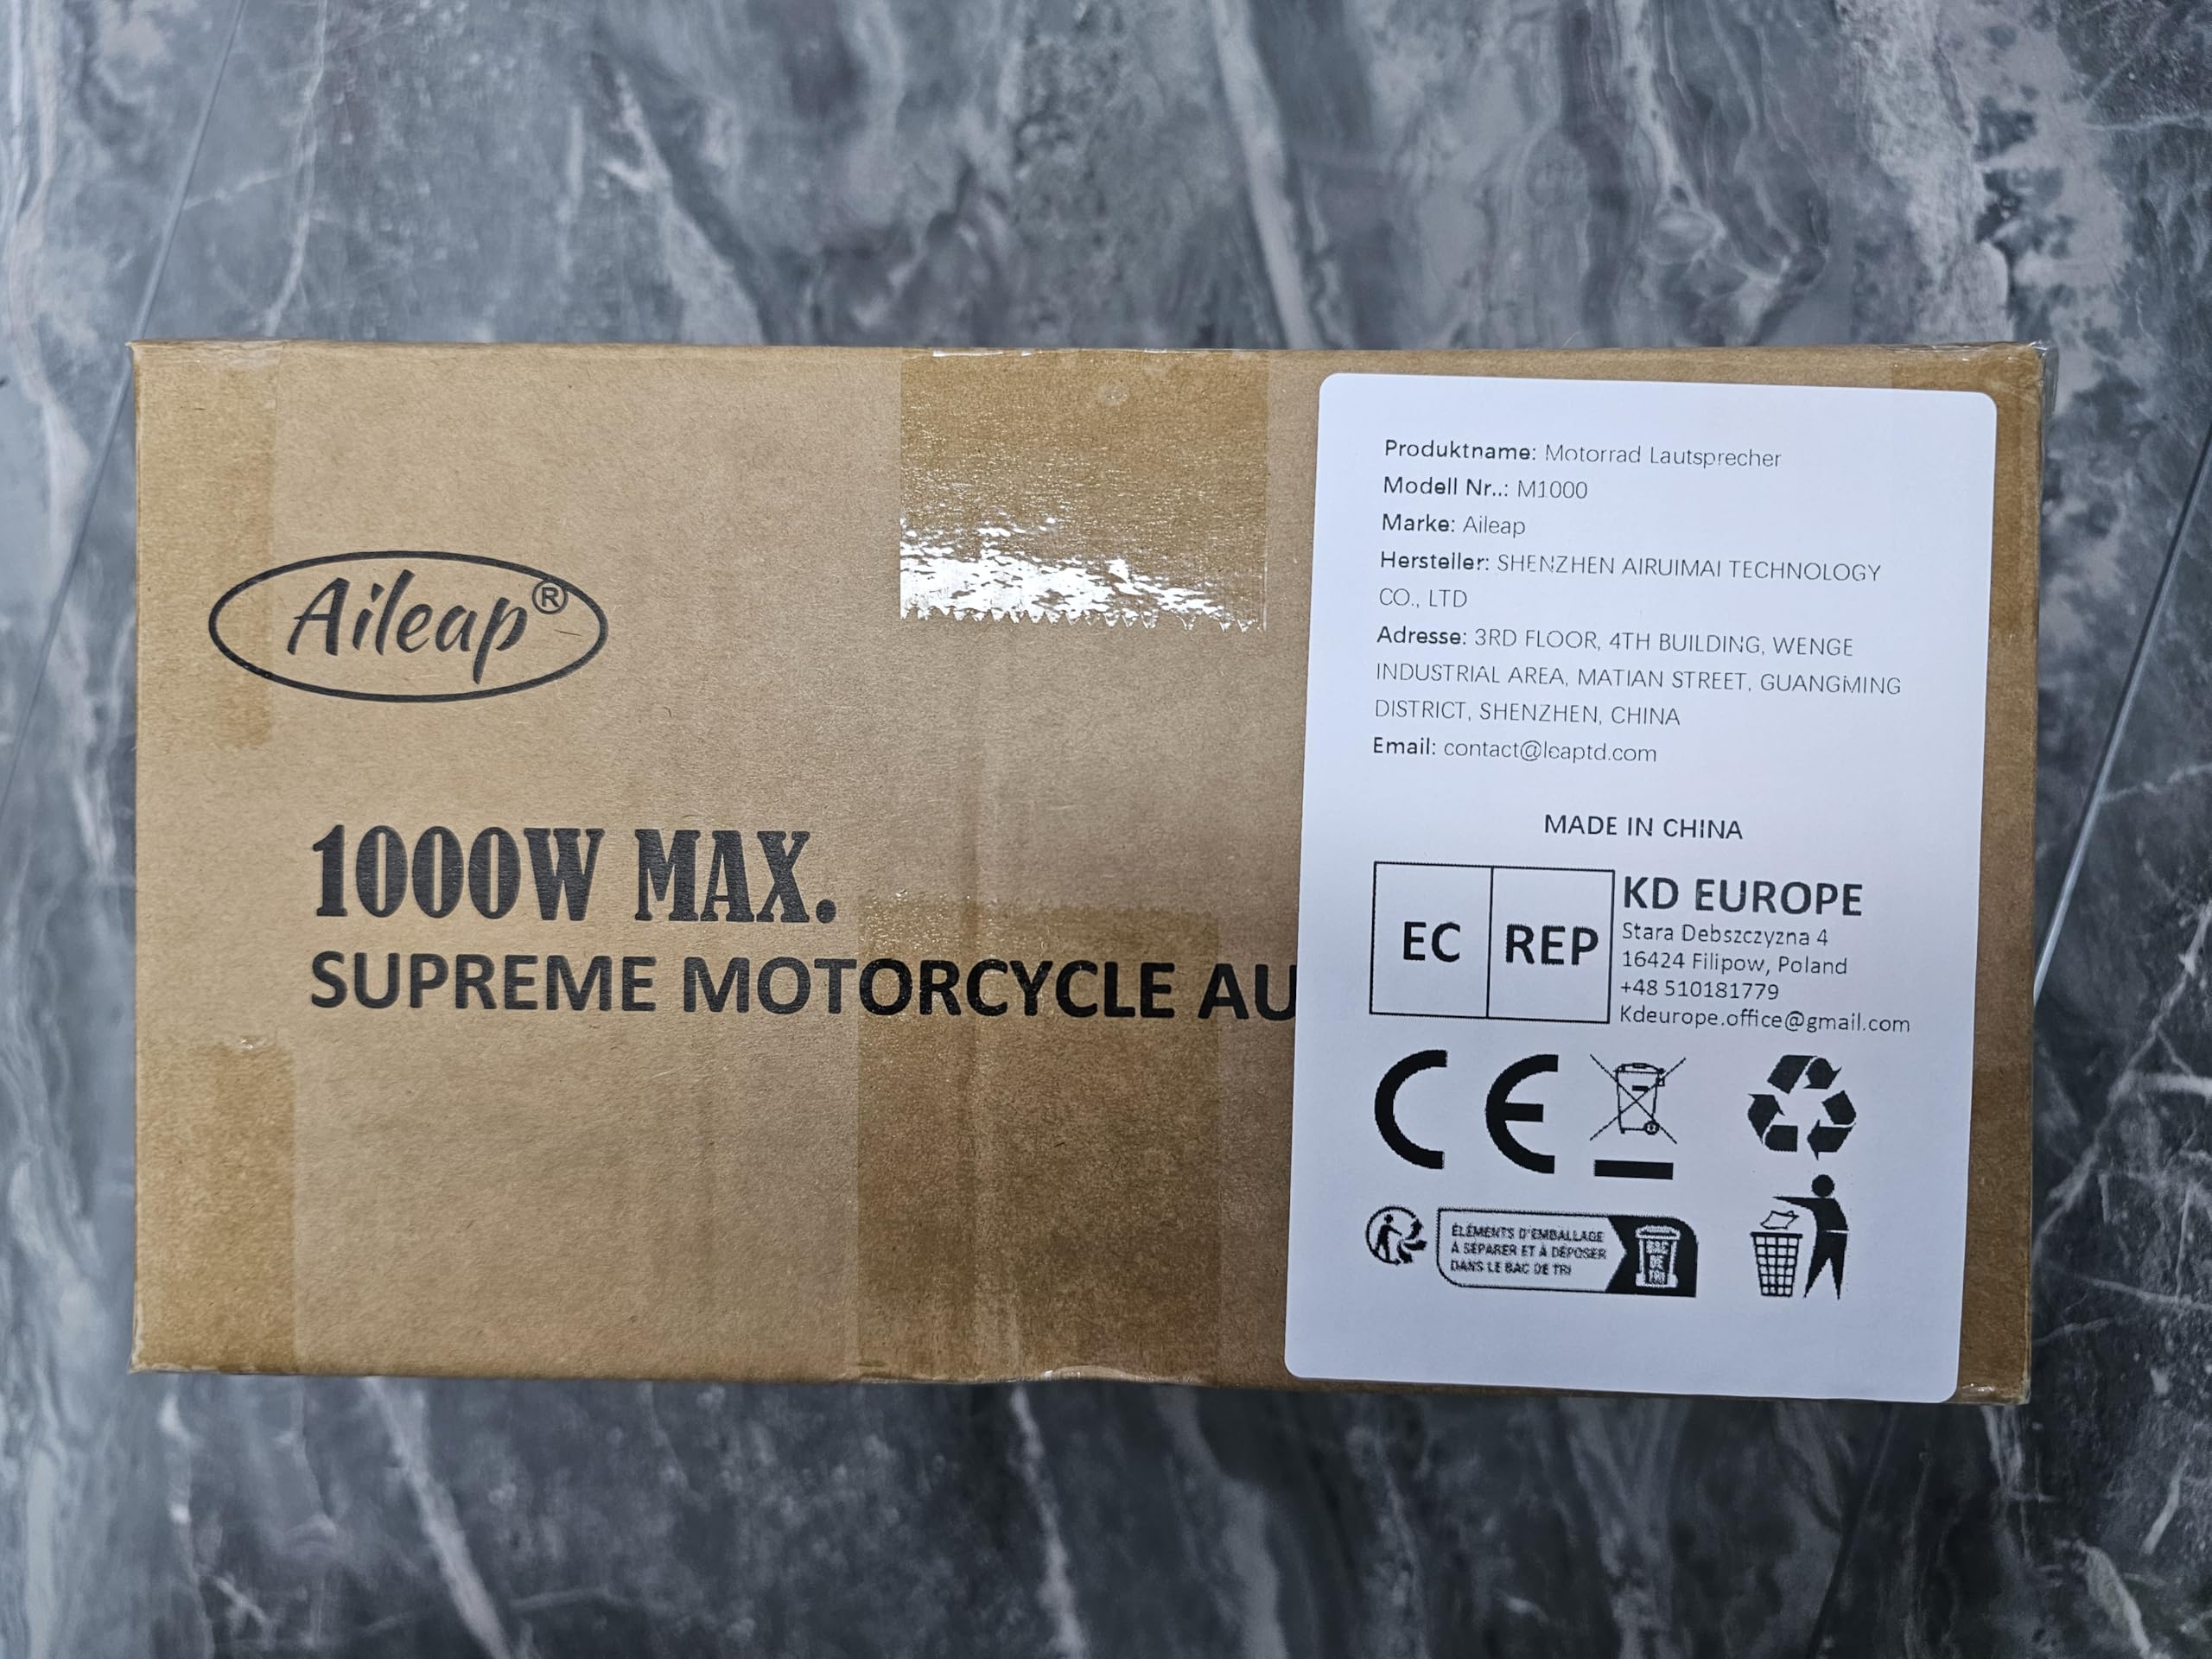 Aileap®
1000W MAX.
SUPREME MOTORCYCLE AU
Produktname: Motorrad Lautsprecher
Modell Nr..: M1000
Marke: Aileap
Hersteller: SHENZHEN AIRUIMAI TECHNOLOGY
CO., LTD
Adresse: 3RD FLOOR, 4TH BUILDING, WENGE
INDUSTRIAL AREA, MATIAN STREET, GUANGMING
DISTRICT, SHENZHEN, CHINA
Email: contact@leaptd.com
MADE IN CHINA
EC REP
KD EUROPE
Stara Debszczyzna 4
16424 Filipow, Poland
+48 510181779
Kdeurope.office@gmail.com
CE
ÉLÉMENTS D'EMBALLAGE
À SÉPARER ET À DÉPOSER
DANS LE BAC DE TRI
BAC
DE
TRI